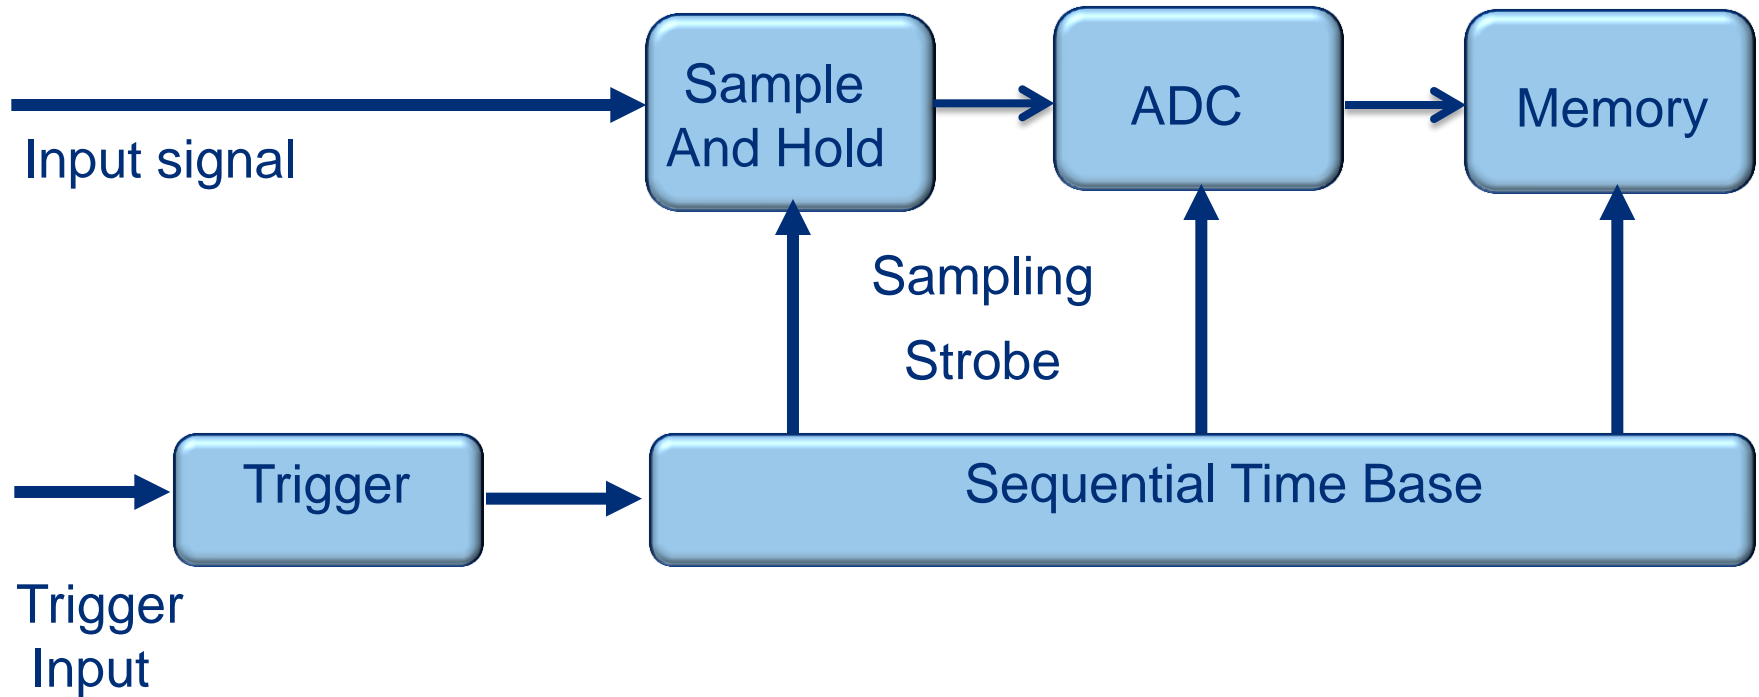 Sample
And Hold
ADC
Memory
Input signal
Sampling
Strobe
Trigger
Sequential Time Base
Trigger
Input